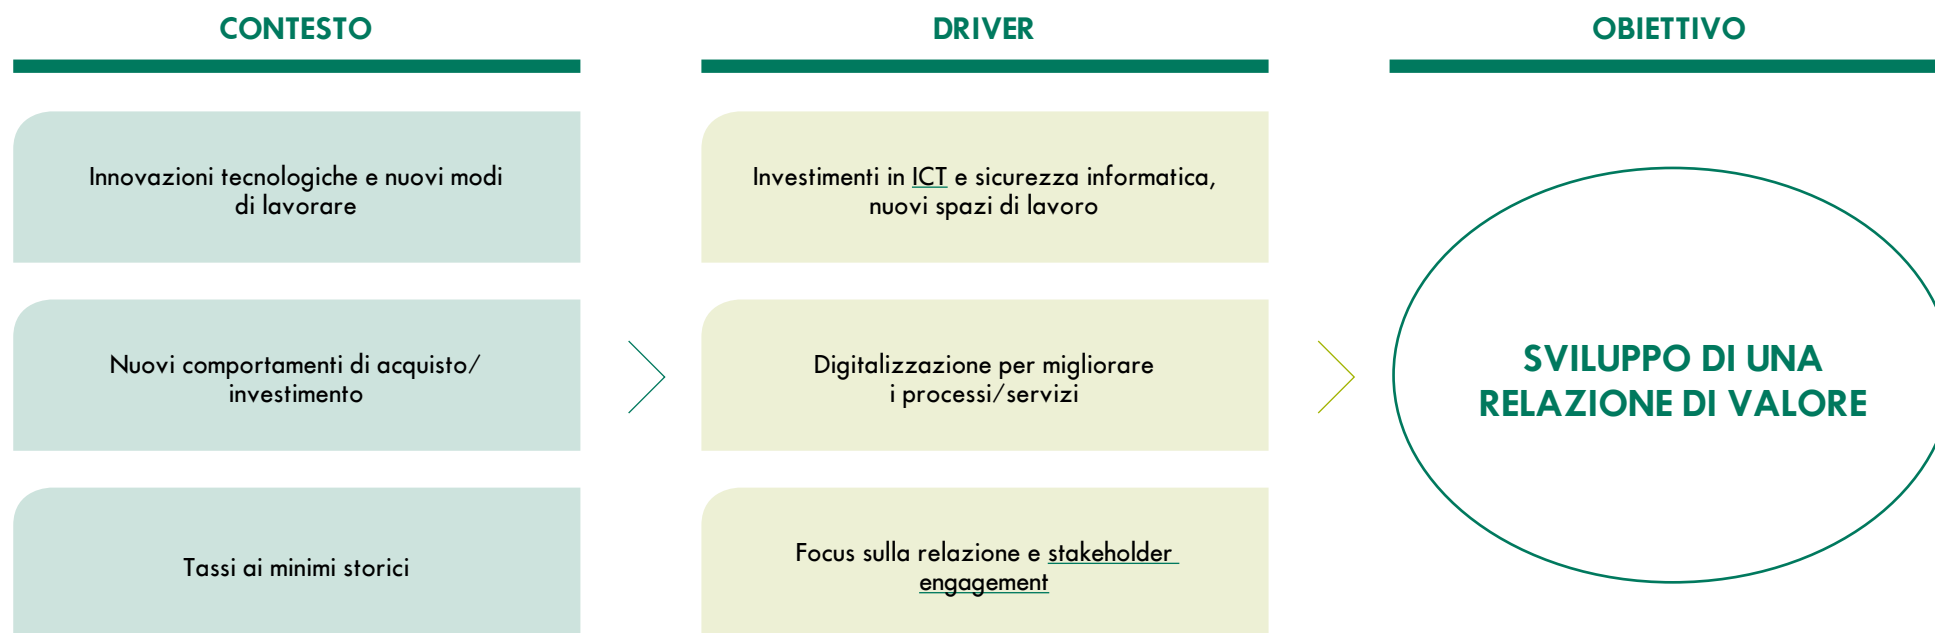 CONTESTO
DRIVER
OBIETTIVO
Innovazioni tecnologiche e nuovi modi
di lavorare
Investimenti in ICT e sicurezza informatica,
nuovi spazi di lavoro
Nuovi comportamenti di acquisto/
investimento
Digitalizzazione per migliorare
i processi/servizi
SVILUPPO DI UNA
RELAZIONE DI VALORE
Tassi ai minimi storici
Focus sulla relazione e stakeholder
engagement